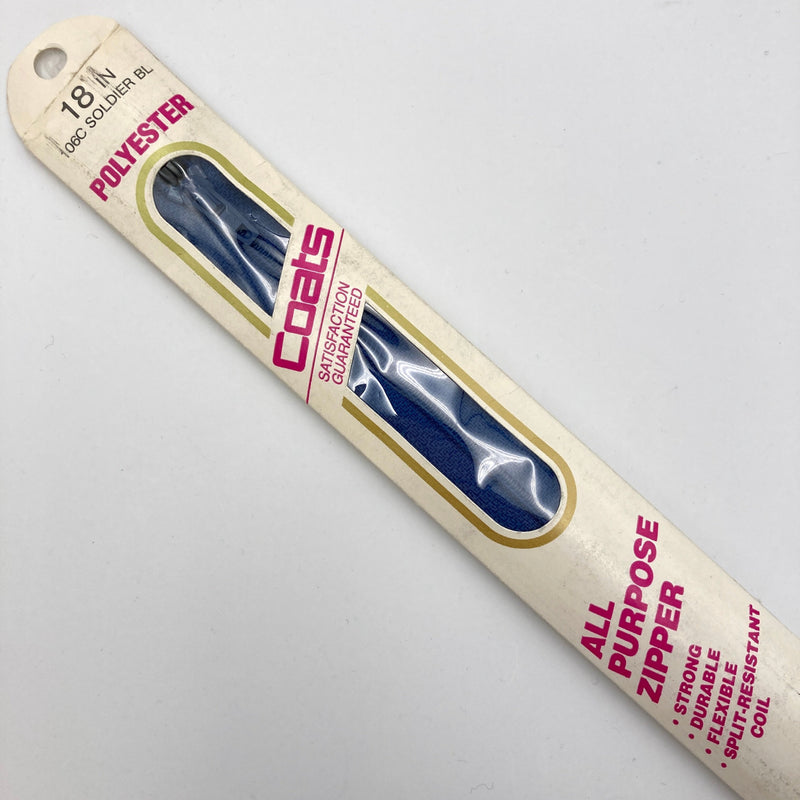 18 IN
106C SOLDIER BL
POLYESTER
Coats
SATISFACTION
GUARANTEED
ALL
PURPOSE
ZIPPER
• STRONG
• DURABLE
• FLEXIBLE
• SPLIT-RESISTANT
COIL